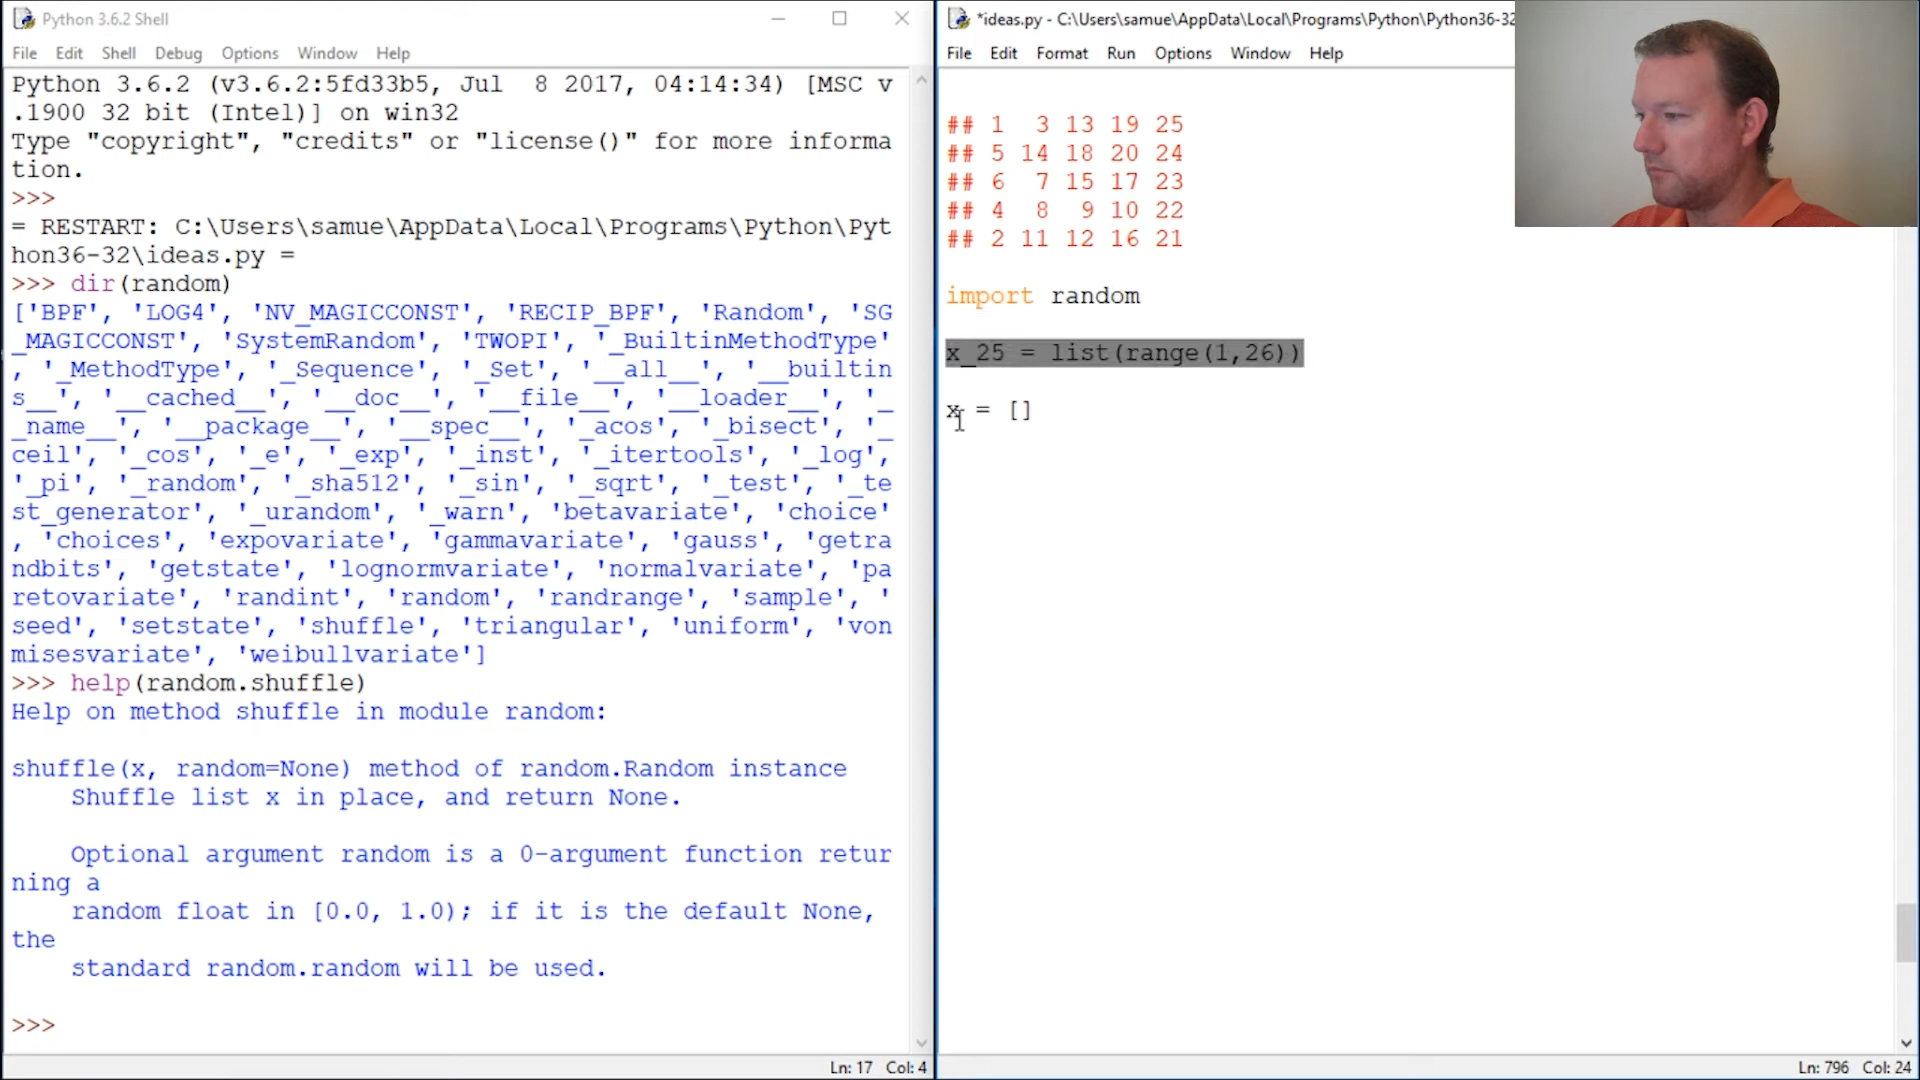 Python 3.6.2 Shell
File Edit Shell Debug Options Window Help
Python 3.6.2 (v3.6.2:5fd33b5, Jul  8 2017, 04:14:34) [MSC v
.1900 32 bit (Intel)] on win32
Type "copyright", "credits" or "license()" for more informa
tion.
>>>
= RESTART: C:\Users\samue\AppData\Local\Programs\Python\Pyt
hon36-32\ideas.py =
>>> dir(random)
['BPF', 'LOG4', 'NV_MAGICCONST', 'RECIP_BPF', 'Random', 'SG
_MAGICCONST', 'SystemRandom', 'TWOPI', '_BuiltinMethodType'
, '_MethodType', '_Sequence', '_Set', '__all__', '__builtin
s__', '__cached__', '__doc__', '__file__', '__loader__', '_
_name__', '__package__', '__spec__', '_acos', '_bisect', '_
ceil', '_cos', '_e', '_exp', '_inst', '_itertools', '_log',
'_pi', '_random', '_sha512', '_sin', '_sqrt', '_test', '_te
st_generator', '_urandom', '_warn', 'betavariate', 'choice'
, 'choices', 'expovariate', 'gammavariate', 'gauss', 'getra
ndbits', 'getstate', 'lognormvariate', 'normalvariate', 'pa
retovariate', 'randint', 'random', 'randrange', 'sample', '
seed', 'setstate', 'shuffle', 'triangular', 'uniform', 'von
misesvariate', 'weibullvariate']
>>> help(random.shuffle)
Help on method shuffle in module random:
shuffle(x, random=None) method of random.Random instance
Shuffle list x in place, and return None.
Optional argument random is a 0-argument function retur
ning a
random float in [0.0, 1.0); if it is the default None,
the
standard random.random will be used.
>>>
Ln: 17 Col: 4
*ideas.py - C:\Users\samue\AppData\Local\Programs\Python\Python36-32
File Edit Format Run Options Window Help
## 1  3 13 19 25
## 5 14 18 20 24
## 6  7 15 17 23
## 4  8  9 10 22
## 2 11 12 16 21
import random
x_25 = list(range(1,26))
x = []
Ln: 796 Col: 24